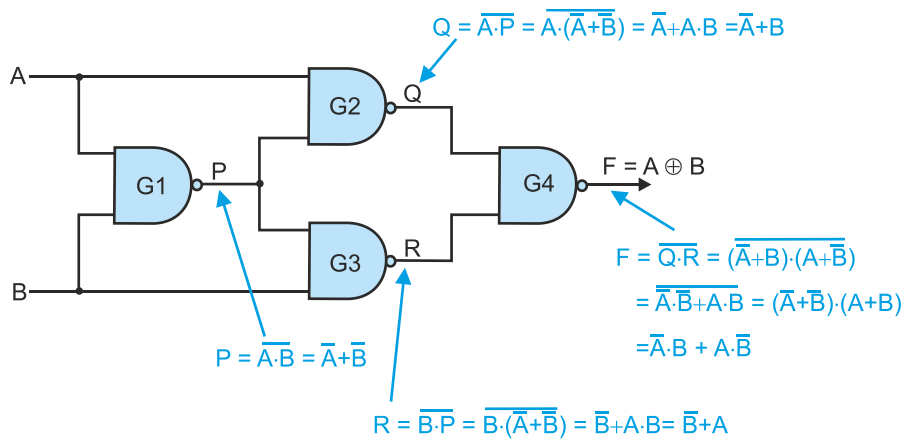 Q = A̅·̅P̅ = A̅·̅(̅A̅+̅B̅)̅ = A̅+A·B =A̅+B
A
G2
Q
G1
P
F = A ⊕ B
G4
R
G3
B
F = Q̅·̅R̅ = (̅A̅+̅B̅)̅·̅(̅A̅+̅B̅)̅
= A̅·̅B̅+̅A̅·̅B̅ = (A̅+B̅)·(A+B)
=A̅·B + A·B̅
P = A̅·̅B̅ = A̅+B̅
R = B̅·̅P̅ = B̅·̅(̅A̅+̅B̅)̅ = B̅+A·B= B̅+A